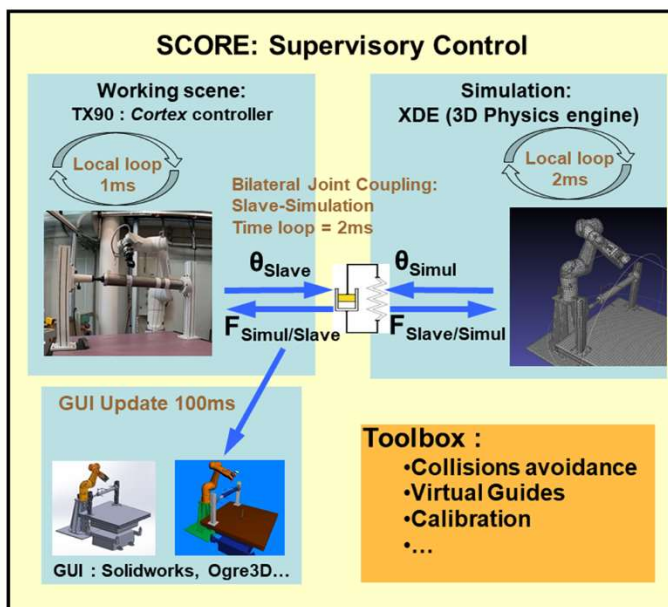 SCORE: Supervisory Control
Working scene:
TX90 : Cortex controller
Local loop
1ms
Simulation:
XDE (3D Physics engine)
Local loop
2ms
Bilateral Joint Coupling:
Slave-Simulation
Time loop = 2ms
θSlave
θSimul
FSimul/Slave
FSlave/Simul
GUI Update 100ms
GUI : Solidworks, Ogre3D…
Toolbox :
•Collisions avoidance
•Virtual Guides
•Calibration
•…